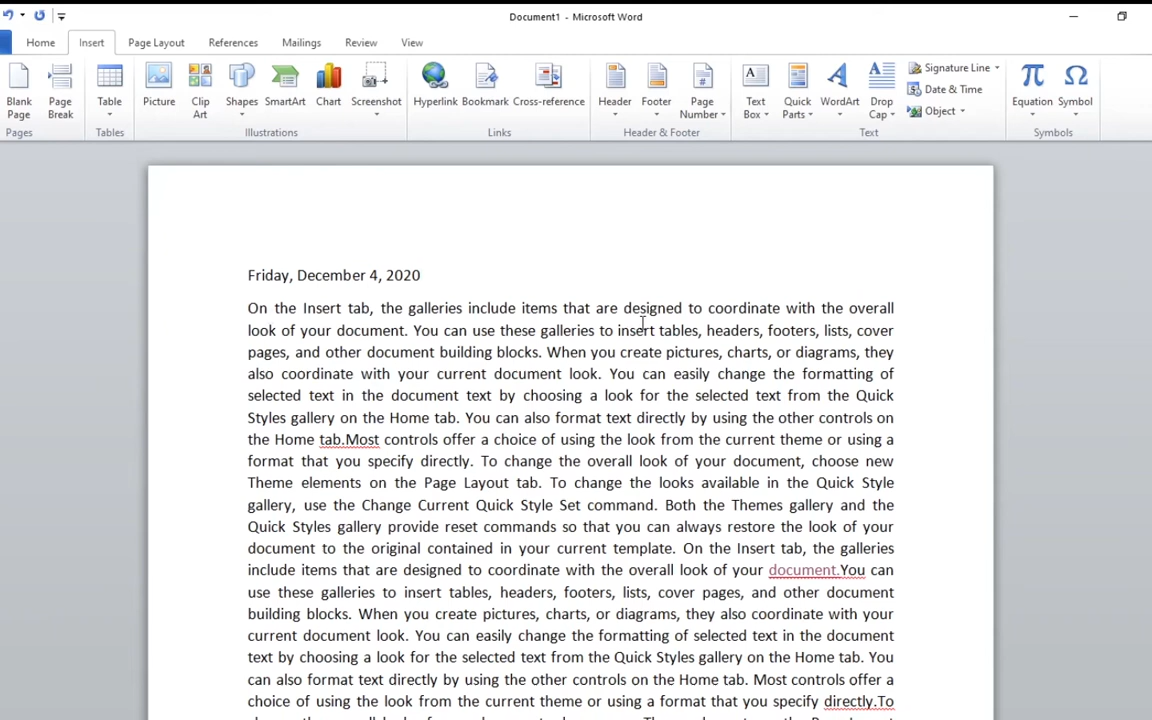 Document1 - Microsoft Word
Home Insert Page Layout References Mailings Review View
Blank Page
Page Break
Table
Picture
Clip Art
Shapes
SmartArt
Chart
Screenshot
Hyperlink
Bookmark
Cross-reference
Header
Footer
Page Number
Text Box
Quick Parts
WordArt
Drop Cap
Signature Line
Date & Time
Object
Equation
Symbol
Pages Tables Illustrations Links Header & Footer Text Symbols
Friday, December 4, 2020
On the Insert tab, the galleries include items that are designed to coordinate with the overall
look of your document. You can use these galleries to insert tables, headers, footers, lists, cover
pages, and other document building blocks. When you create pictures, charts, or diagrams, they
also coordinate with your current document look. You can easily change the formatting of
selected text in the document text by choosing a look for the selected text from the Quick
Styles gallery on the Home tab. You can also format text directly by using the other controls on
the Home tab.Most controls offer a choice of using the look from the current theme or using a
format that you specify directly. To change the overall look of your document, choose new
Theme elements on the Page Layout tab. To change the looks available in the Quick Style
gallery, use the Change Current Quick Style Set command. Both the Themes gallery and the
Quick Styles gallery provide reset commands so that you can always restore the look of your
document to the original contained in your current template. On the Insert tab, the galleries
include items that are designed to coordinate with the overall look of your document.You can
use these galleries to insert tables, headers, footers, lists, cover pages, and other document
building blocks. When you create pictures, charts, or diagrams, they also coordinate with your
current document look. You can easily change the formatting of selected text in the document
text by choosing a look for the selected text from the Quick Styles gallery on the Home tab. You
can also format text directly by using the other controls on the Home tab. Most controls offer a
choice of using the look from the current theme or using a format that you specify directly.To